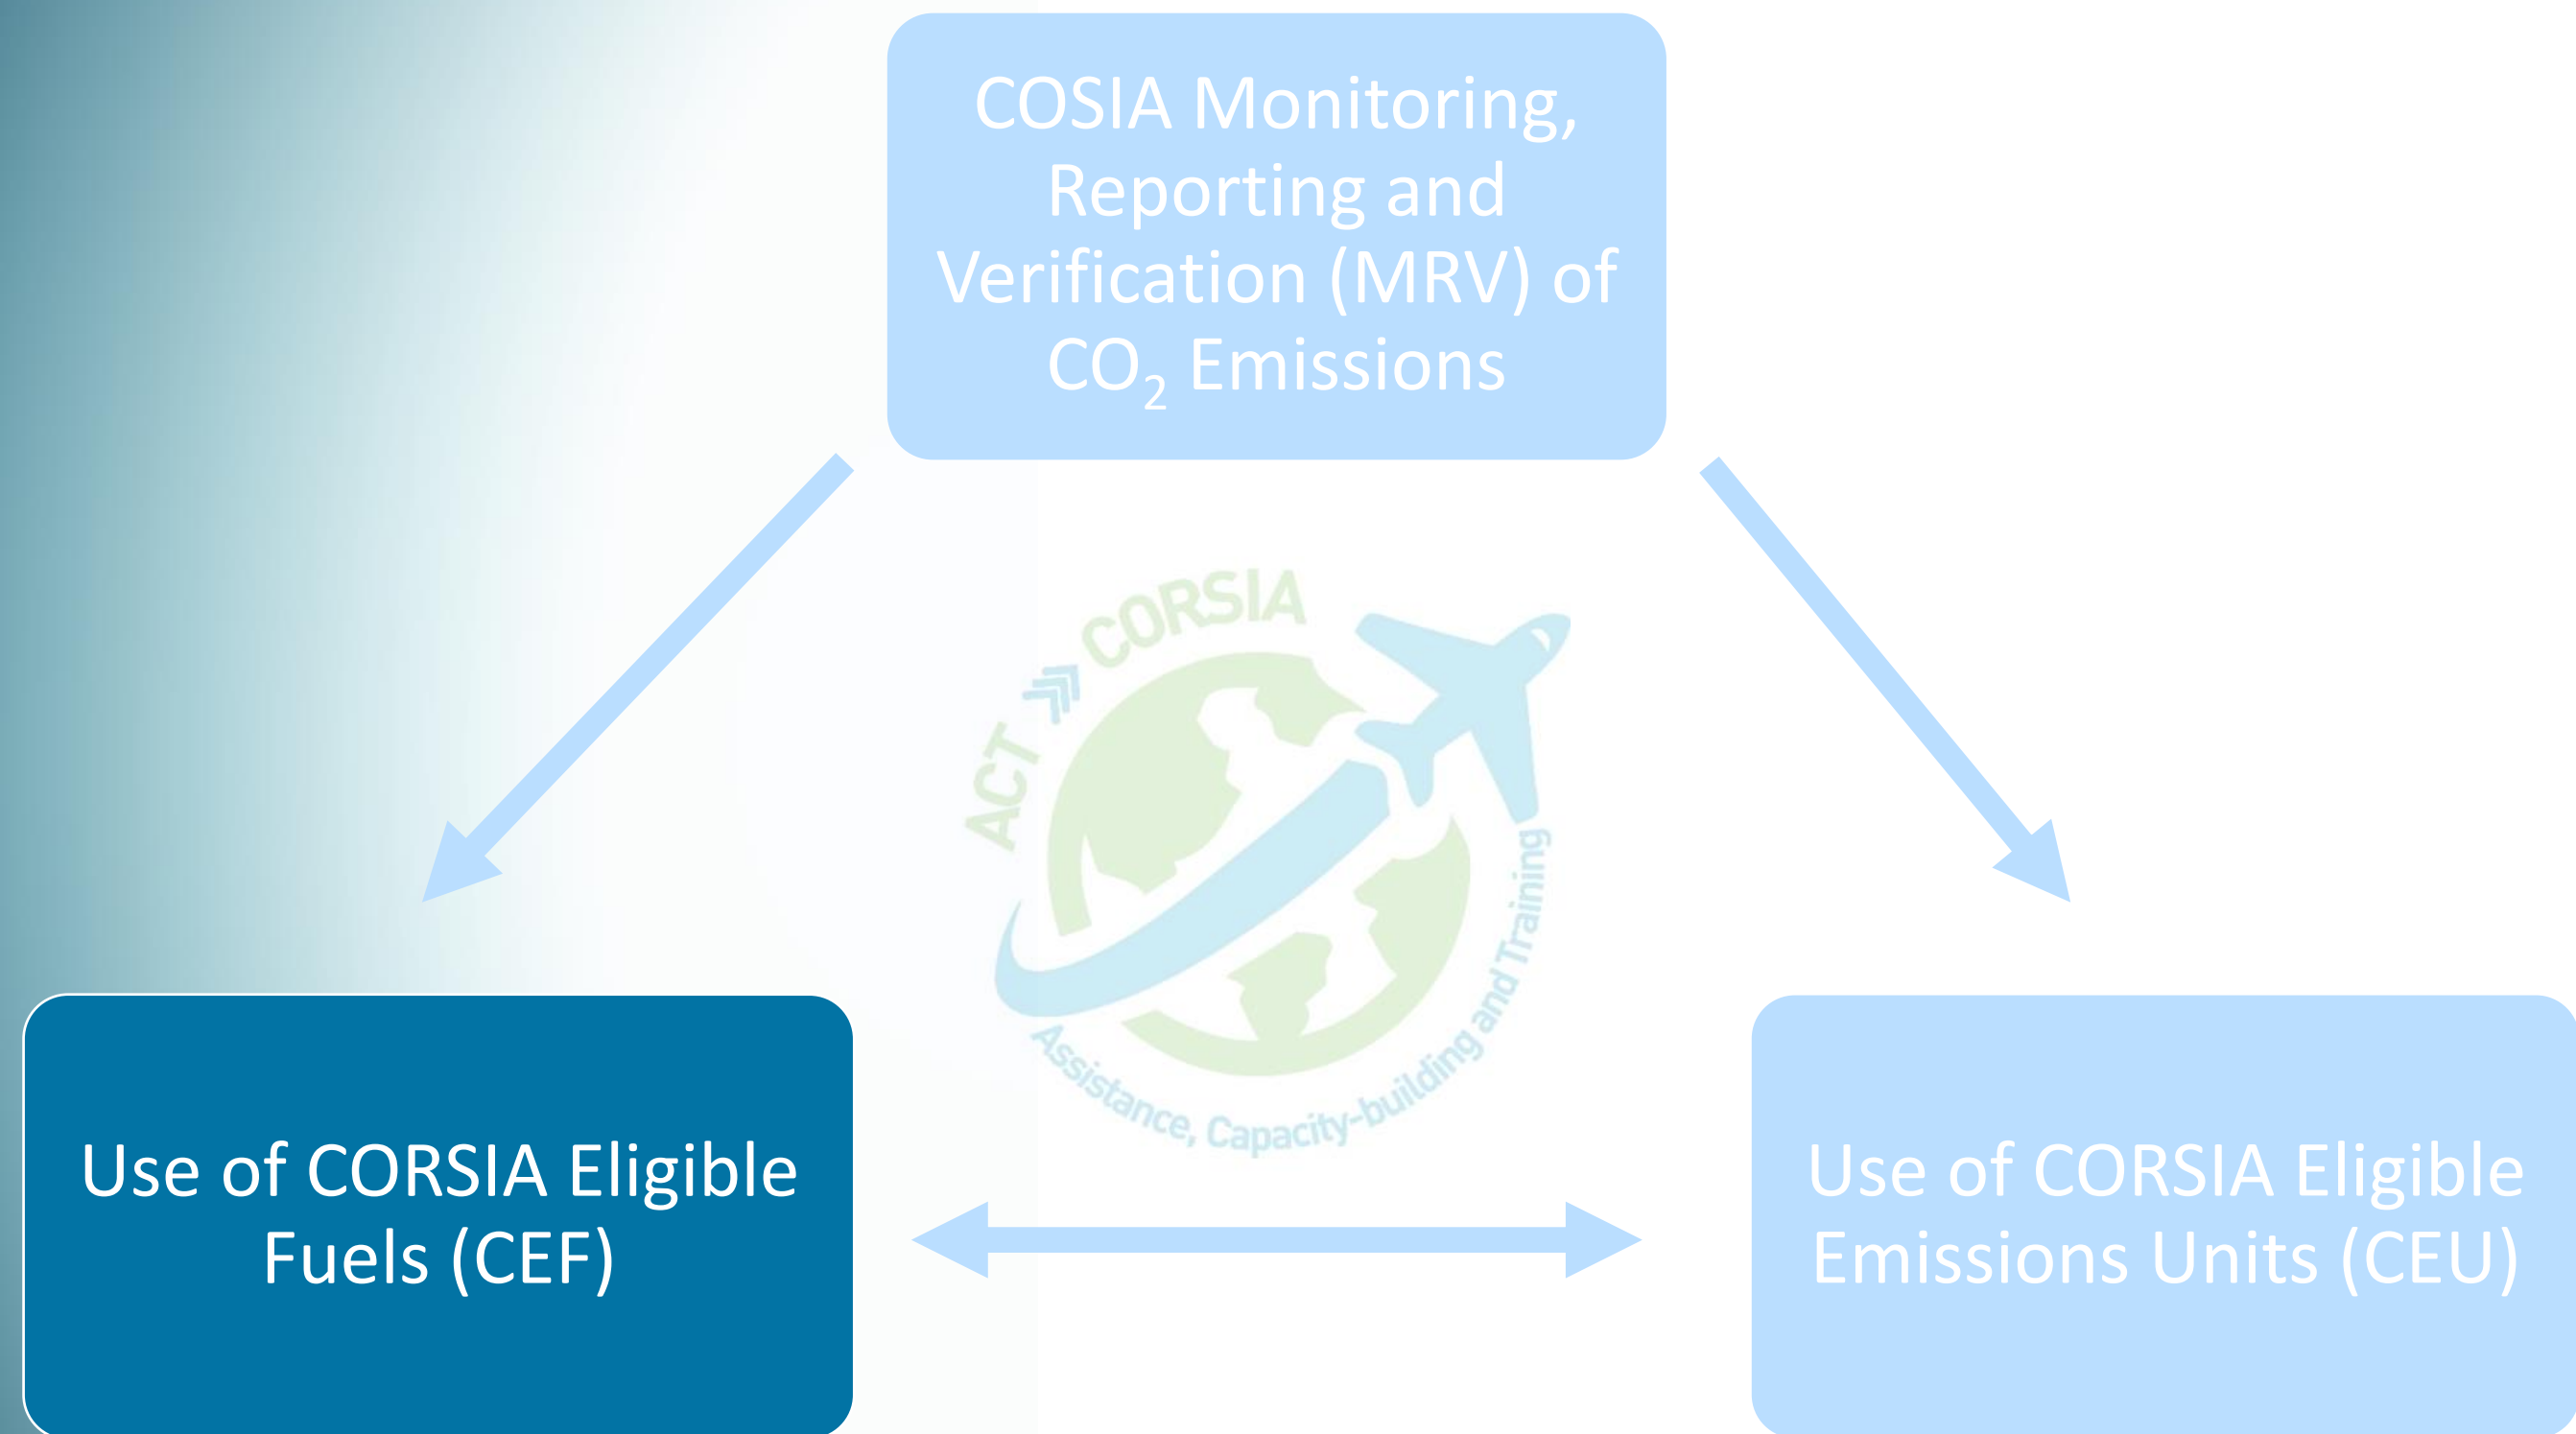 COSIA Monitoring,
Reporting and
Verification (MRV) of
CO₂ Emissions
ACT CORSIA
Assistance, Capacity-building and Training
Use of CORSIA Eligible
Fuels (CEF)
Use of CORSIA Eligible
Emissions Units (CEU)